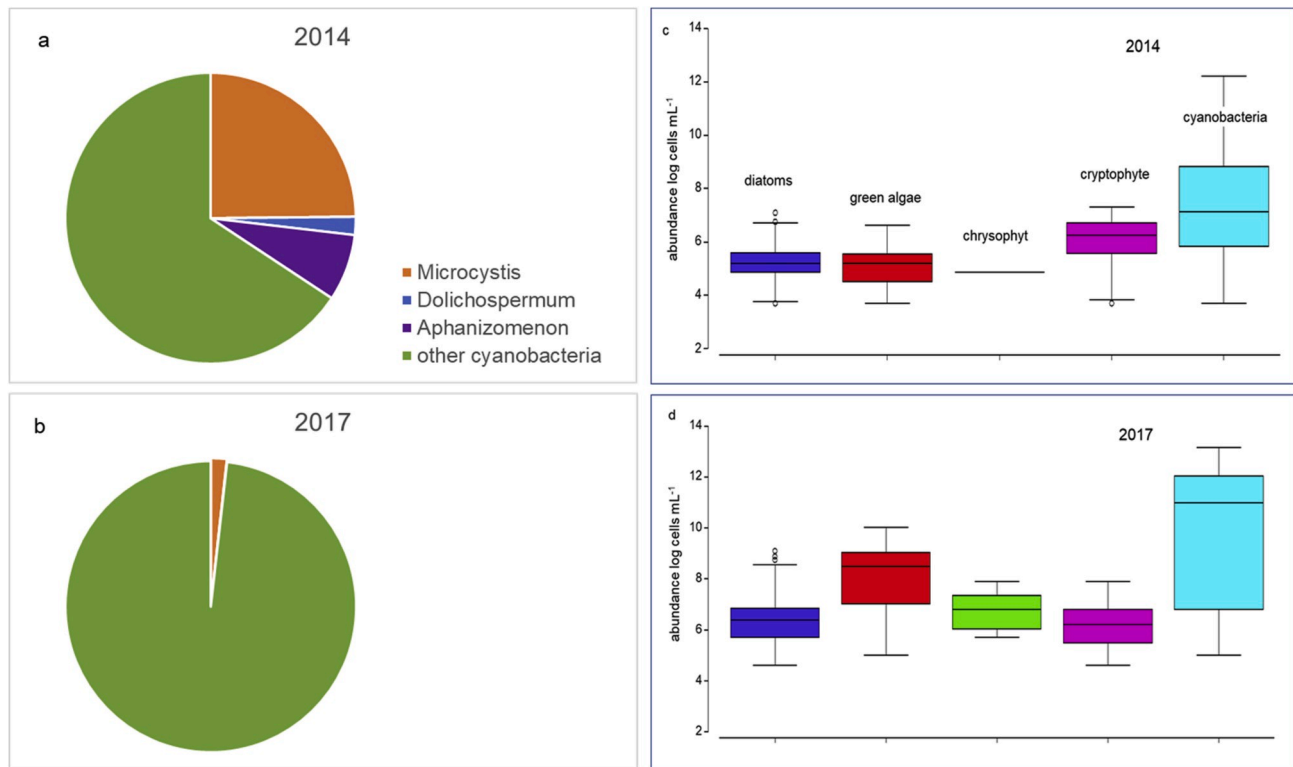 a
2014
Microcystis
Dolichospermum
Aphanizomenon
other cyanobacteria
b
2017
c
2014
abundance log cells mL⁻¹
14
12
10
8
6
4
2
diatoms
green algae
chrysophyt
cryptophyte
cyanobacteria
d
2017
abundance log cells mL⁻¹
14
12
10
8
6
4
2